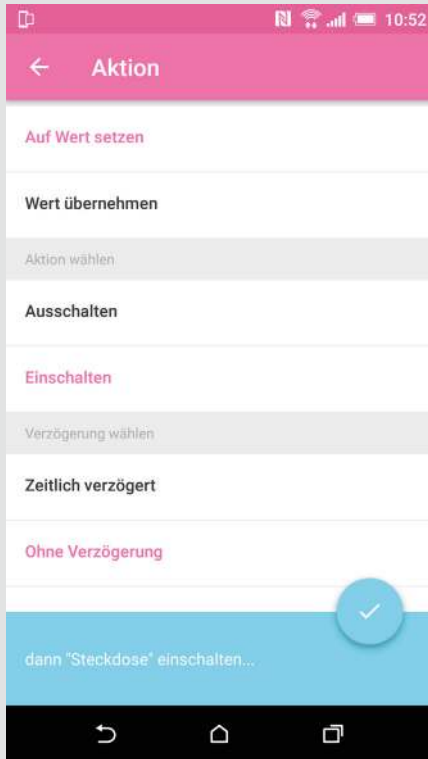 10:52
Aktion
Auf Wert setzen
Wert übernehmen
Aktion wählen
Ausschalten
Einschalten
Verzögerung wählen
Zeitlich verzögert
Ohne Verzögerung
dann "Steckdose" einschalten...